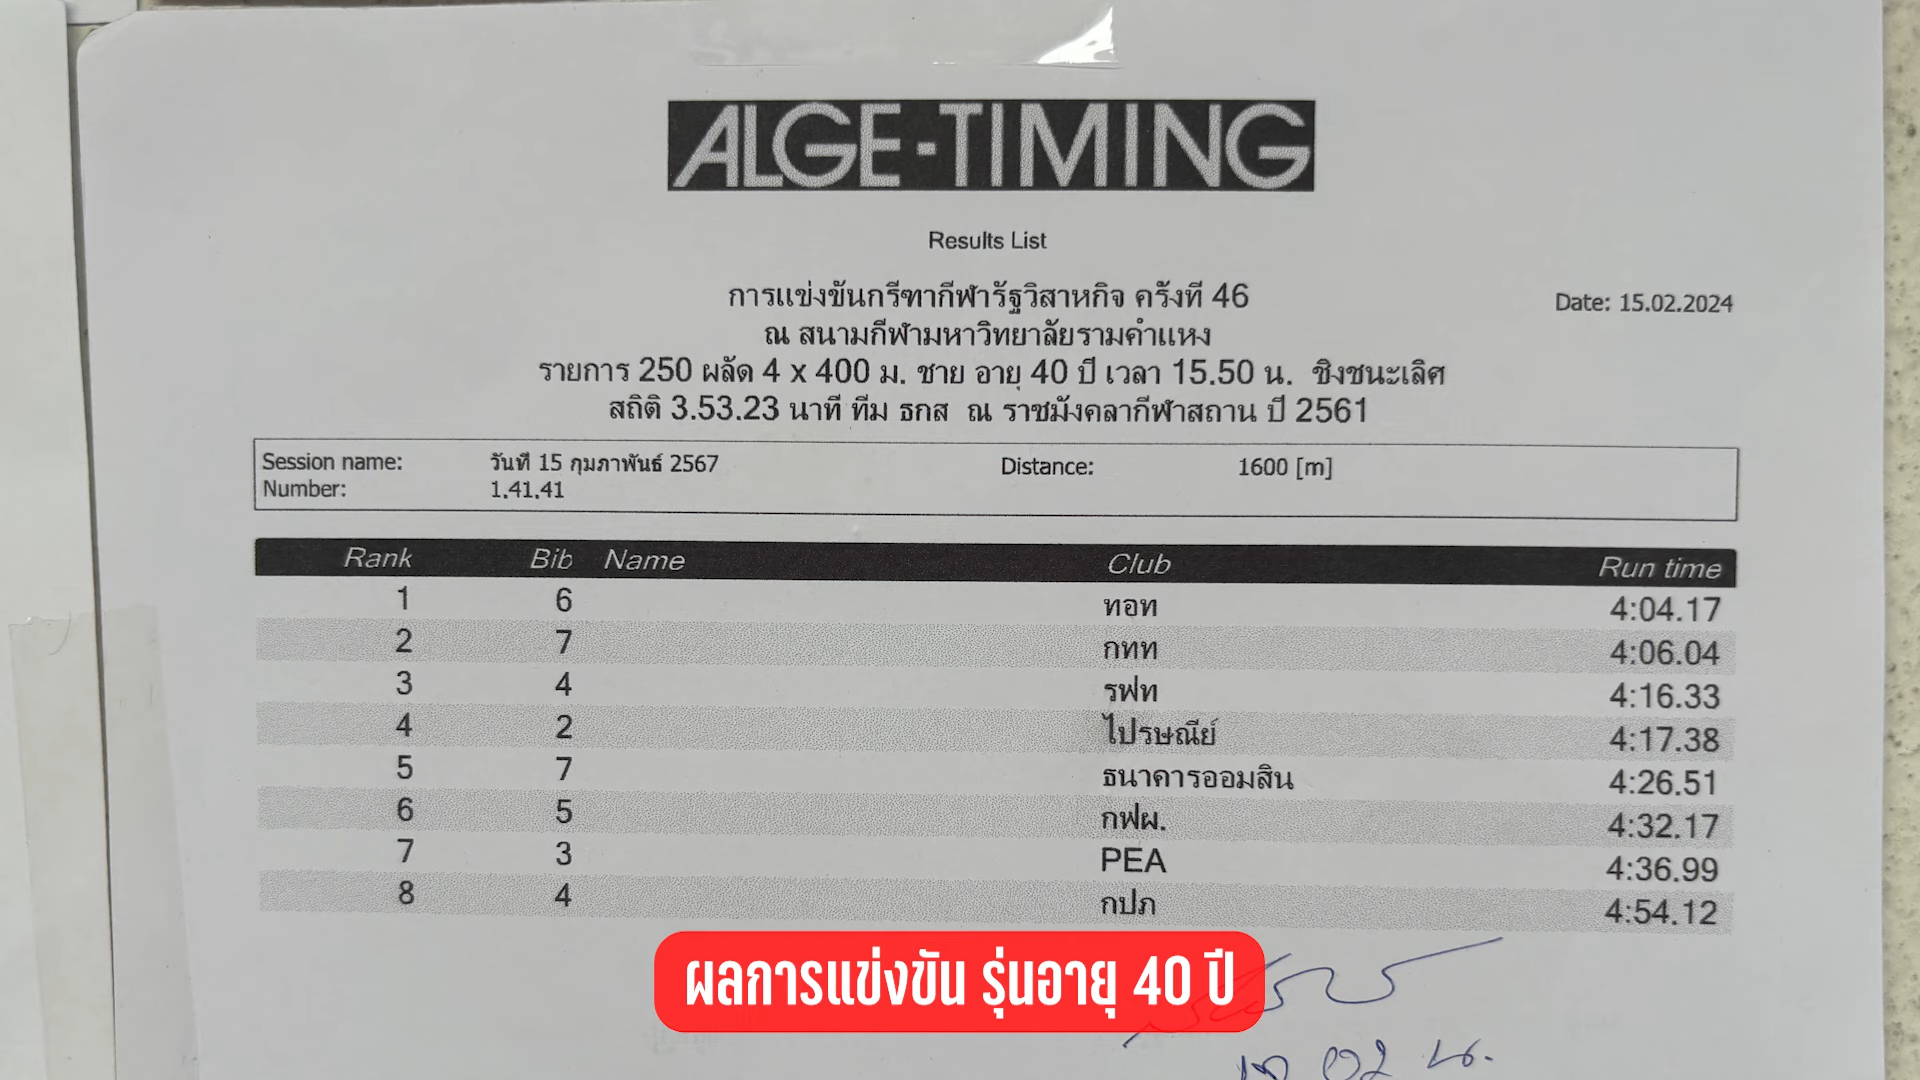 ALGE-TIMING
Results List
การแข่งขันกรีฑากีฬารัฐวิสาหกิจ ครั้งที่ 46
Date: 15.02.2024
ณ สนามกีฬามหาวิทยาลัยรามคำแหง
รายการ 250 ผลัด 4 x 400 ม. ชาย อายุ 40 ปี เวลา 15.50 น. ชิงชนะเลิศ
สถิติ 3.53.23 นาที ทีม ธกส ณ ราชมังคลากีฬาสถาน ปี 2561
Session name: วันที่ 15 กุมภาพันธ์ 2567 Distance: 1600 [m]
Number: 1.41.41
Rank Bib Name Club Run time
1 6 ทอท 4:04.17
2 7 กทท 4:06.04
3 4 รฟท 4:16.33
4 2 ไปรษณีย์ 4:17.38
5 7 ธนาคารออมสิน 4:26.51
6 5 กฟผ. 4:32.17
7 3 PEA 4:36.99
8 4 กปภ 4:54.12
ผลการแข่งขัน รุ่นอายุ 40 ปี